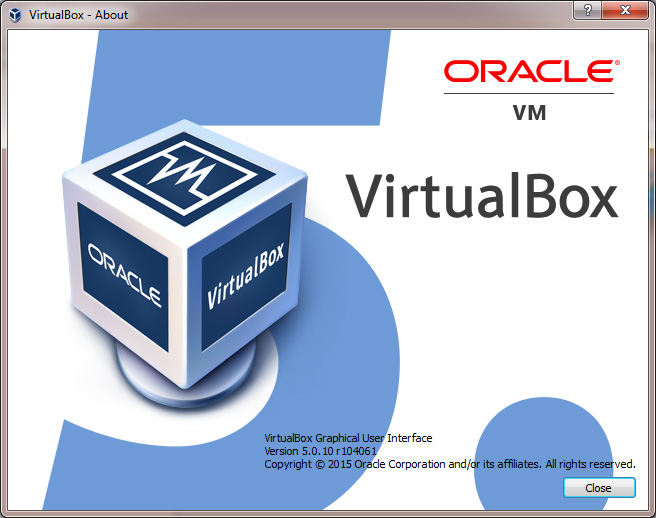 VirtualBox - About
ORACLE®
VM
VirtualBox
ORACLE
VirtualBox
VirtualBox Graphical User Interface
Version 5.0.10 r104061
Copyright © 2015 Oracle Corporation and/or its affiliates. All rights reserved.
Close